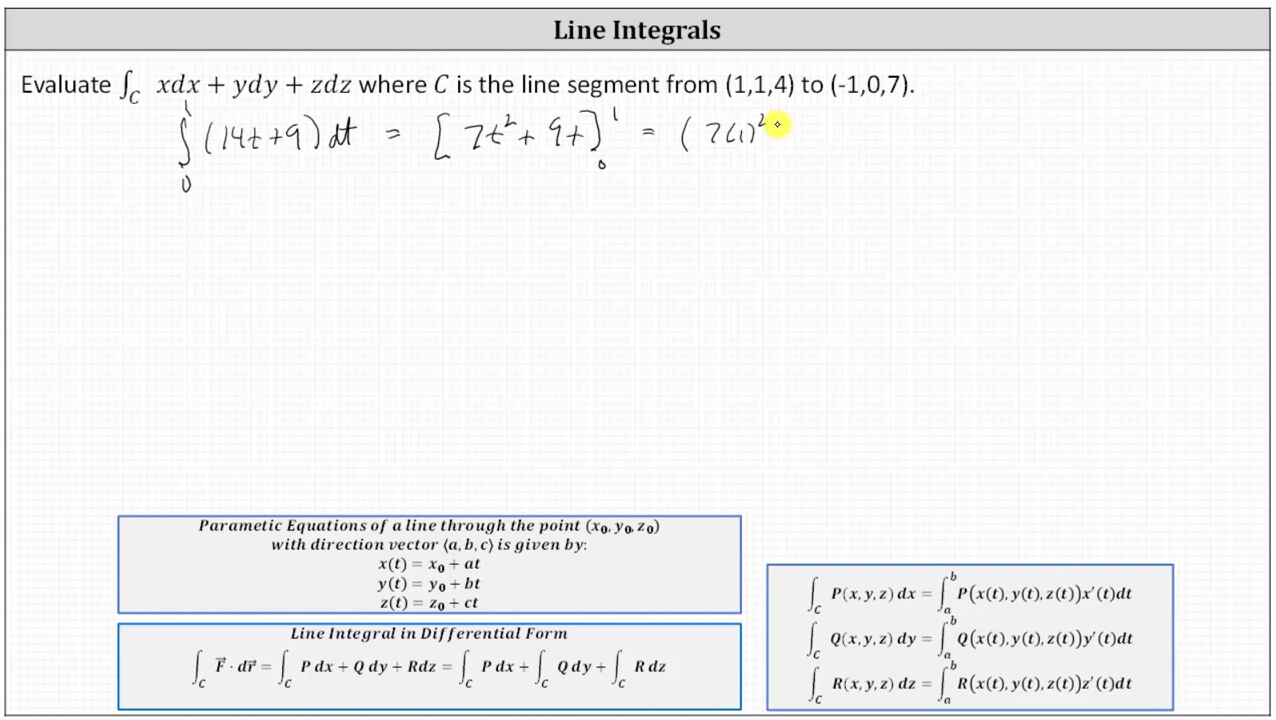 Line Integrals
Evaluate ∫_C xdx + ydy + zdz where C is the line segment from (1,1,4) to (-1,0,7).
∫_0^1 (14t+9) dt = [7t² + 9t]_0^1 = (7(1)²
Parametic Equations of a line through the point (x₀, y₀, z₀)
with direction vector ⟨a, b, c⟩ is given by:
x(t) = x₀ + at
y(t) = y₀ + bt
z(t) = z₀ + ct
Line Integral in Differential Form
∫_C F⃗ · dr⃗ = ∫_C P dx + Q dy + Rdz = ∫_C P dx + ∫_C Q dy + ∫_C R dz
∫_C P(x, y, z) dx = ∫_a^b P(x(t), y(t), z(t))x′(t)dt
∫_C Q(x, y, z) dy = ∫_a^b Q(x(t), y(t), z(t))y′(t)dt
∫_C R(x, y, z) dz = ∫_a^b R(x(t), y(t), z(t))z′(t)dt